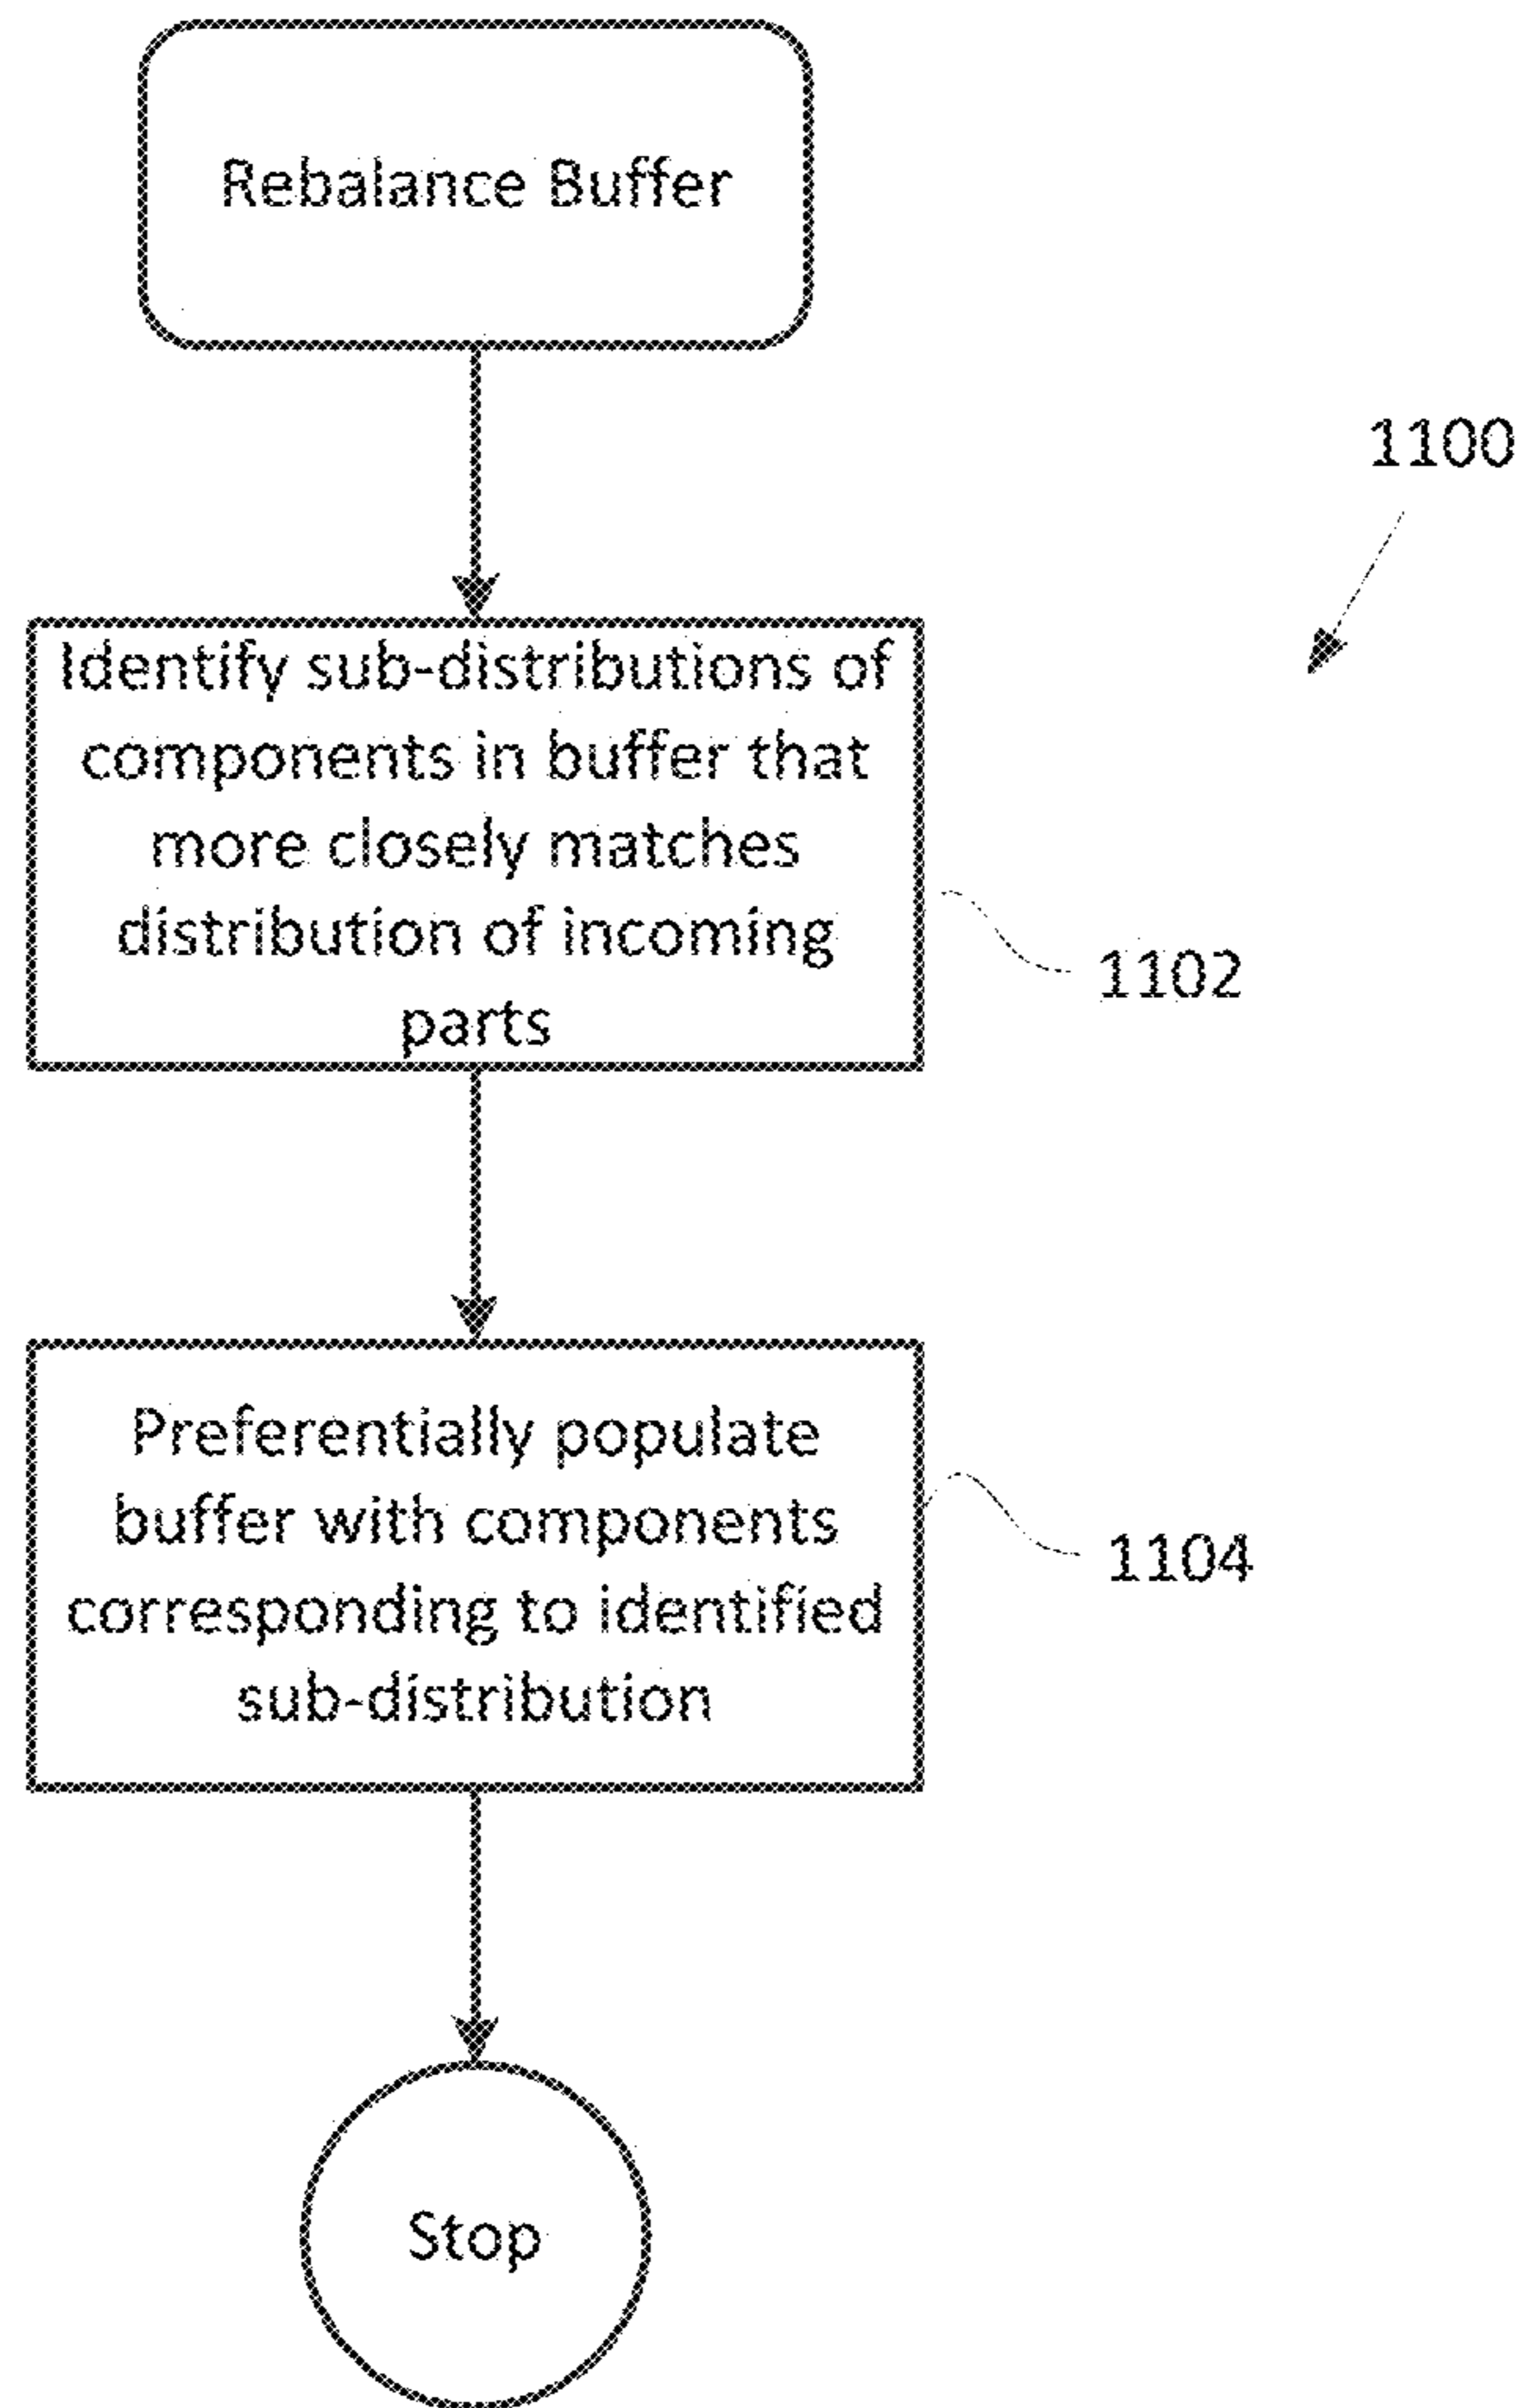 Rebalance Buffer
1100
Identify sub-distributions of
components in buffer that
more closely matches
distribution of incoming
parts
1102
Preferentially populate
buffer with components
corresponding to identified
sub-distribution
1104
Stop